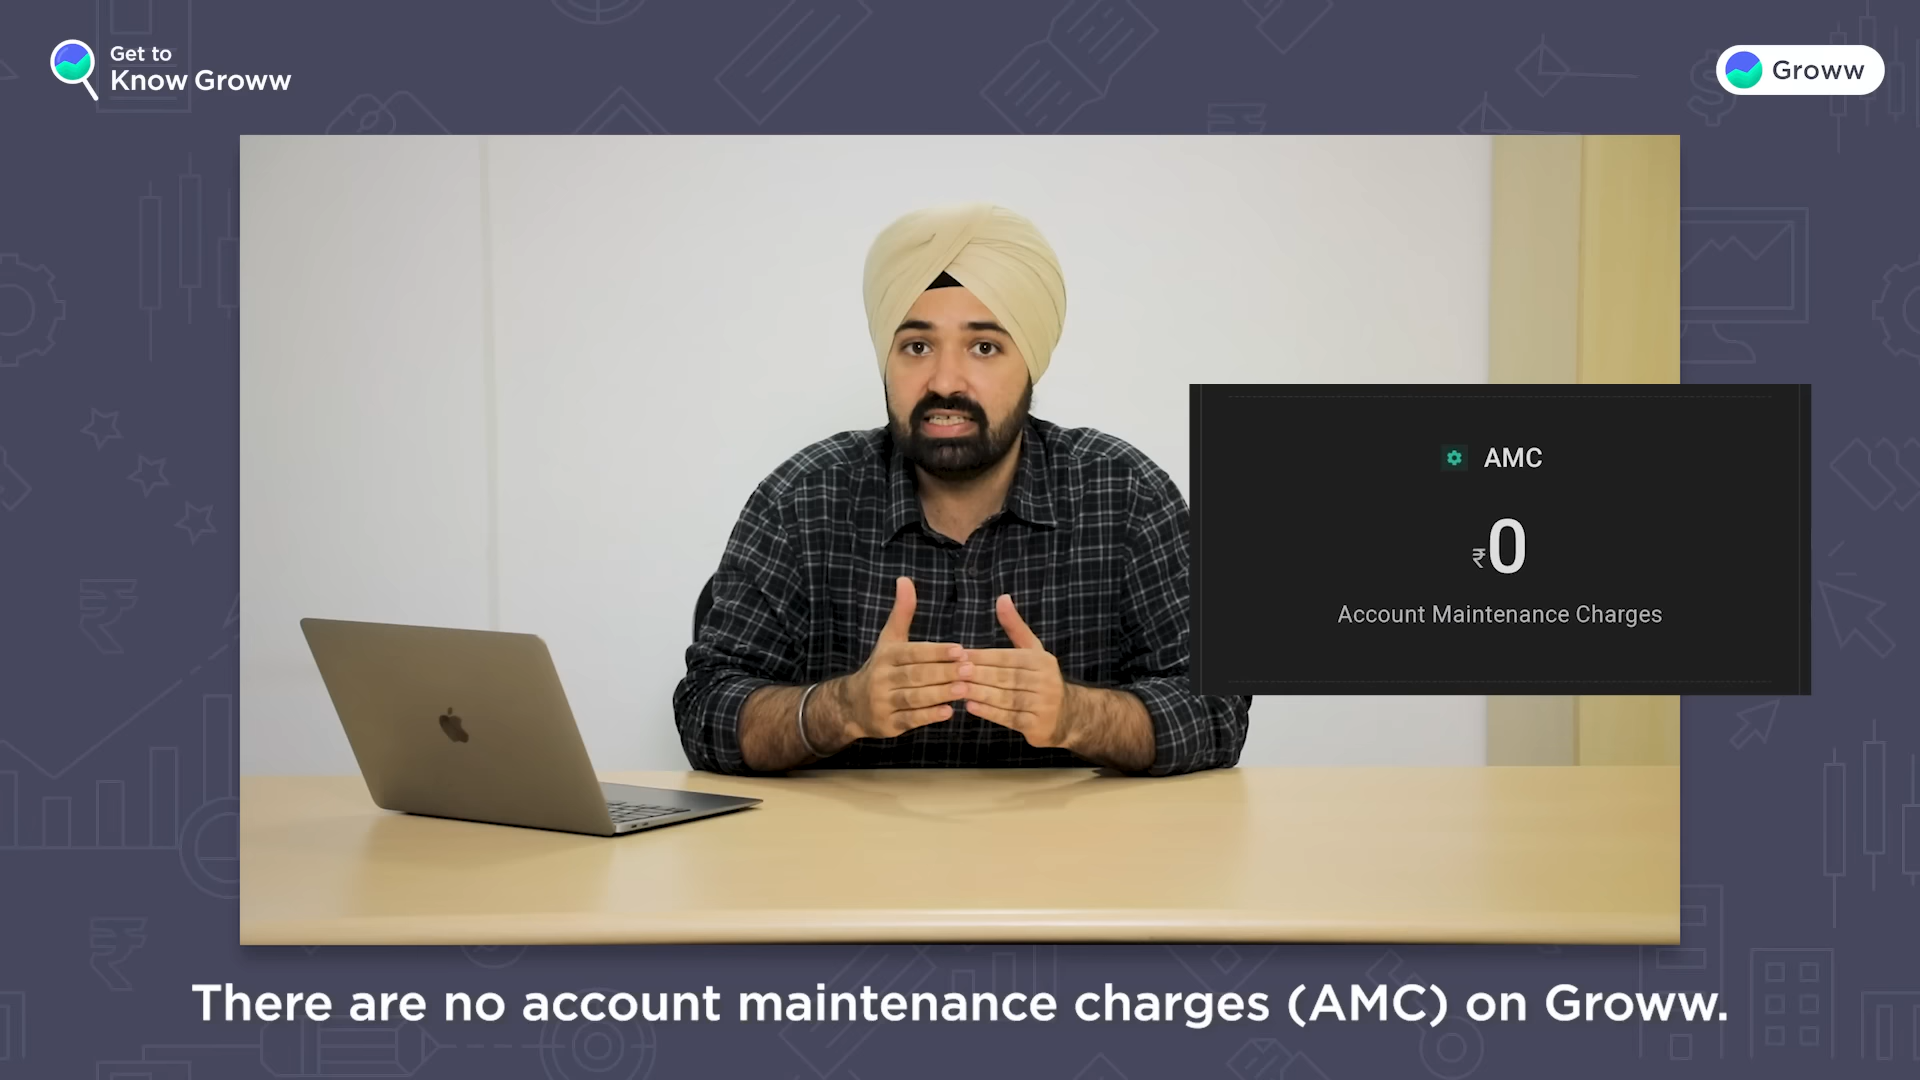 Get to
Know Groww
Groww
AMC
₹0
Account Maintenance Charges
There are no account maintenance charges (AMC) on Groww.